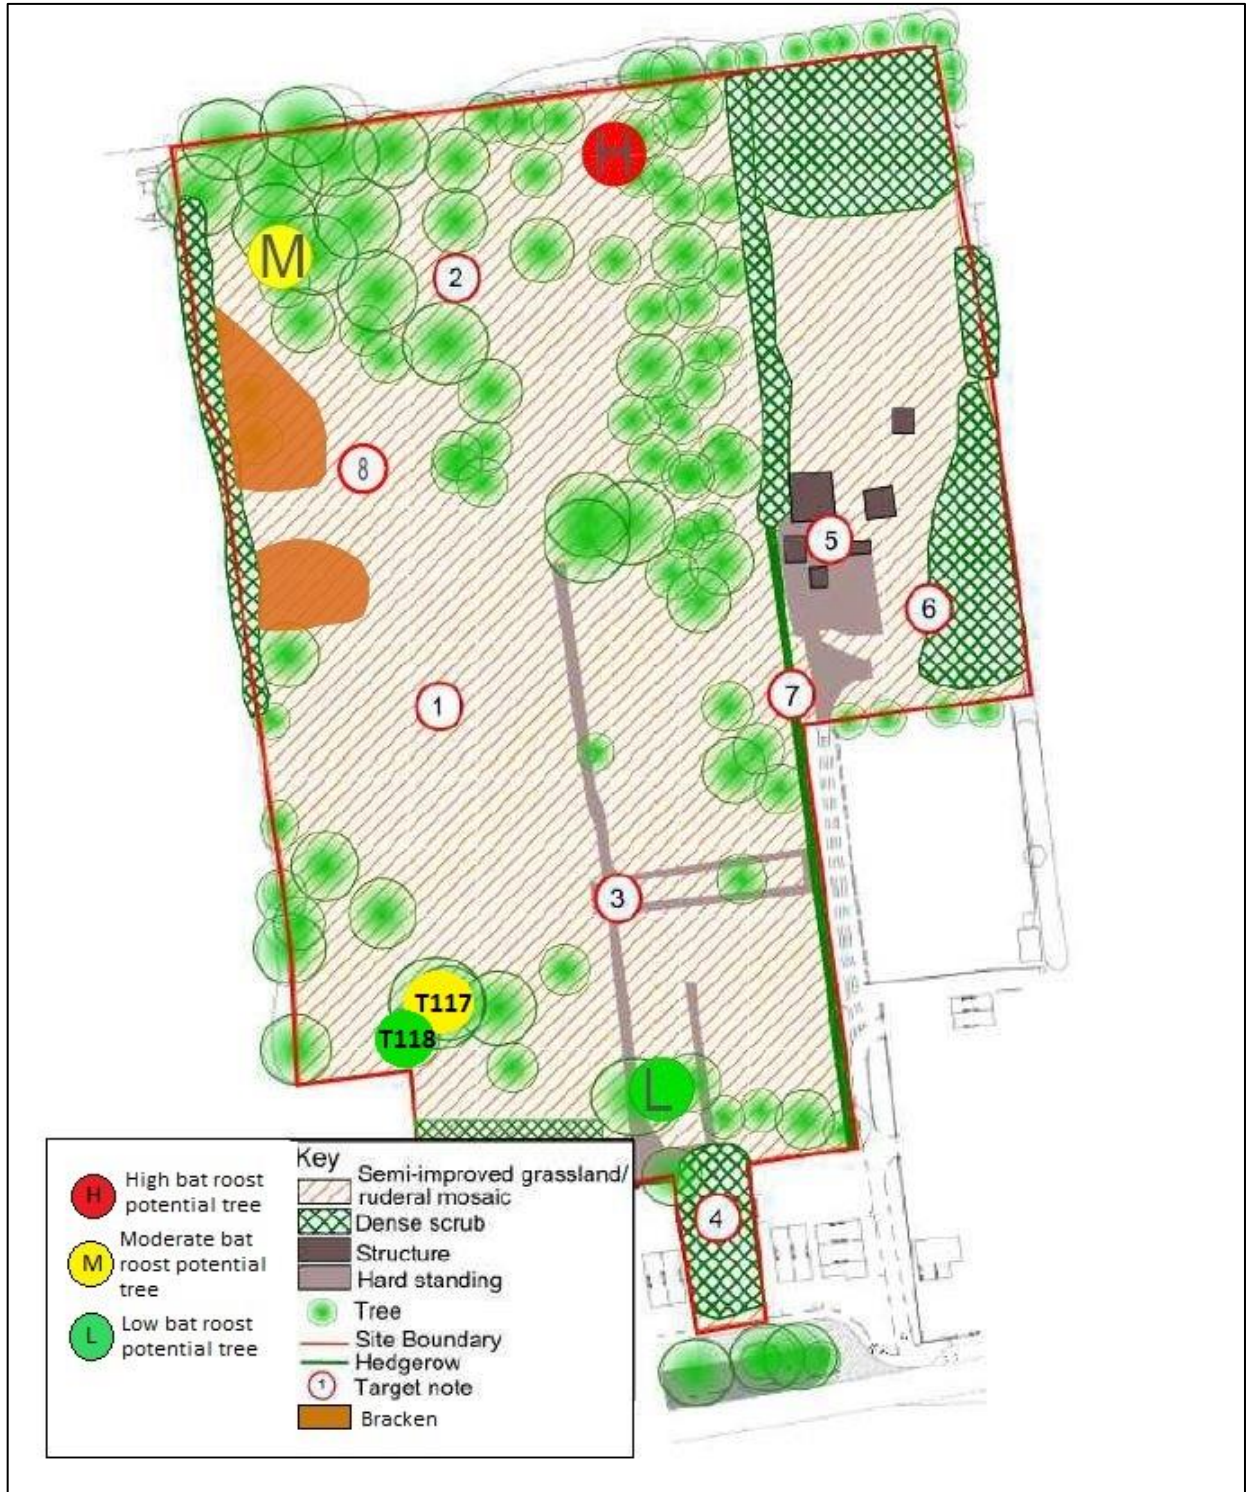 H
M
2
8
5
6
1
7
3
T117
T118
L
4
H
High bat roost
potential tree
M
Moderate bat
roost potential
tree
L
Low bat roost
potential tree
Key
Semi-improved grassland/
ruderal mosaic
Dense scrub
Structure
Hard standing
Tree
Site Boundary
Hedgerow
1
Target note
Bracken